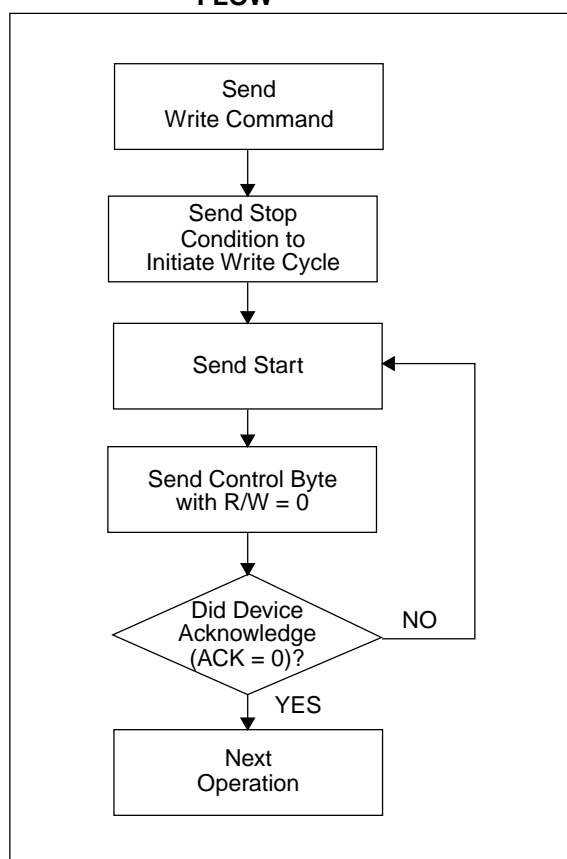 FLOW
Send
Write Command
Send Stop
Condition to
Initiate Write Cycle
Send Start
Send Control Byte
with R/W = 0
Did Device
Acknowledge
(ACK = 0)?
NO
YES
Next
Operation